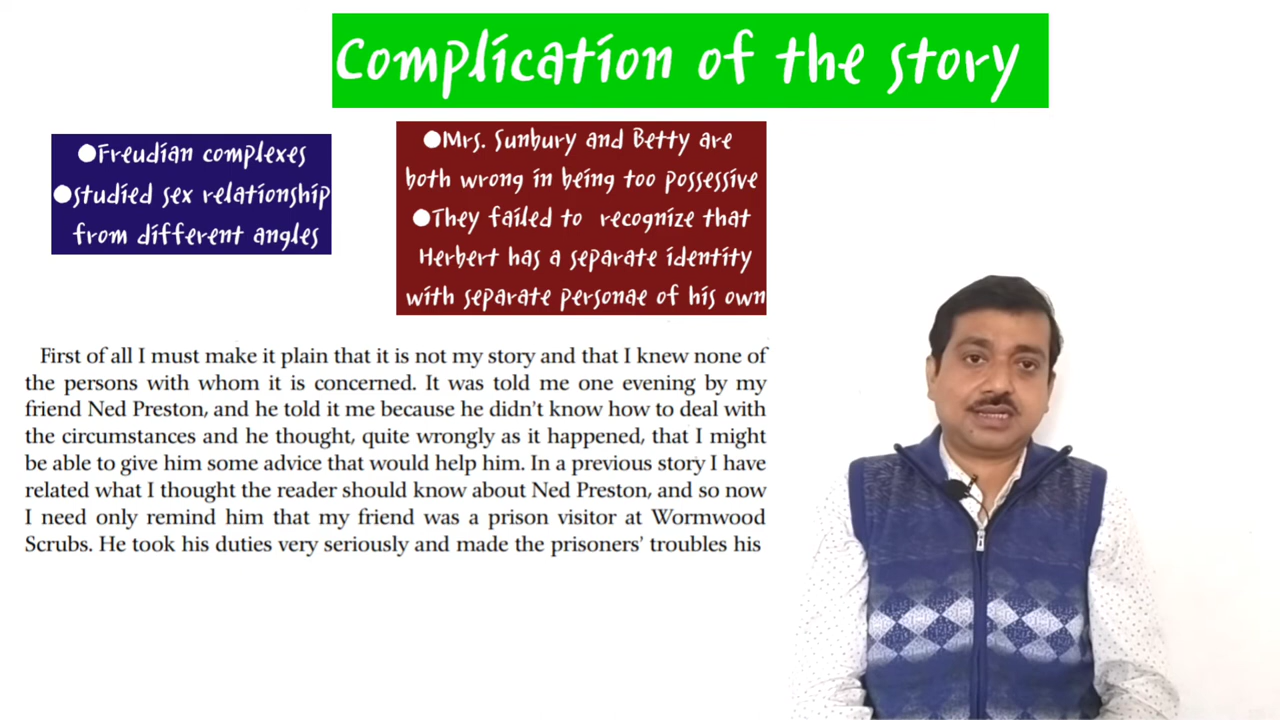 Complication of the story
●Freudian complexes
●studied sex relationship
from different angles
●Mrs. Sunbury and Betty are
both wrong in being too possessive
●They failed to recognize that
Herbert has a separate identity
with separate personae of his own
First of all I must make it plain that it is not my story and that I knew none of
the persons with whom it is concerned. It was told me one evening by my
friend Ned Preston, and he told it me because he didn't know how to deal with
the circumstances and he thought, quite wrongly as it happened, that I might
be able to give him some advice that would help him. In a previous story I have
related what I thought the reader should know about Ned Preston, and so now
I need only remind him that my friend was a prison visitor at Wormwood
Scrubs. He took his duties very seriously and made the prisoners' troubles his